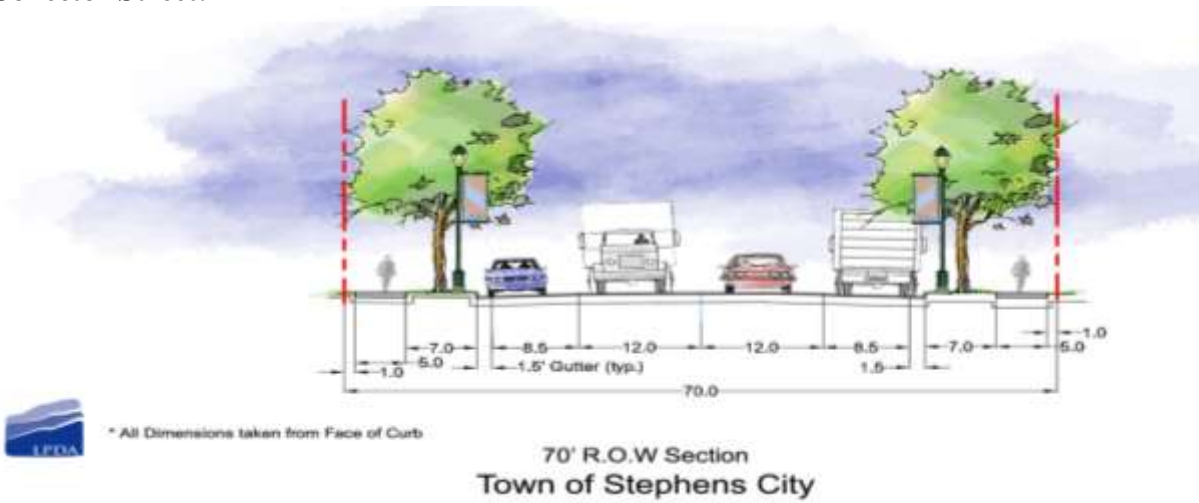 7.0 8.5 12.0 12.0 8.5 7.0 1.0
1.0 5.0 1.5' Gutter (typ.) 1.5 5.0
70.0
LPDA
* All Dimensions taken from Face of Curb
70' R.O.W Section
Town of Stephens City